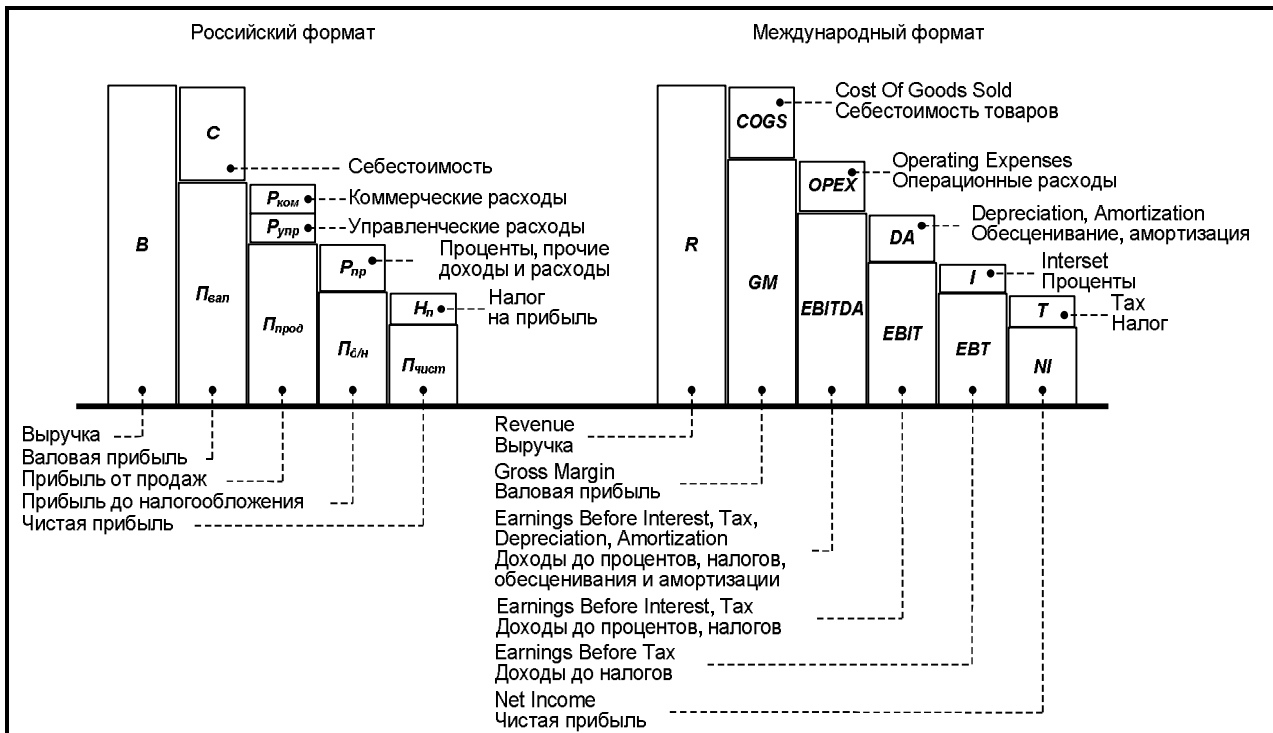 Российский формат
В
С
Себестоимость
Рком
Коммерческие расходы
Рупр
Управленческие расходы
Рпр
Проценты, прочие
доходы и расходы
Нп
Налог
на прибыль
Пвал
Ппрод
Пд/н
Пчист
Выручка
Валовая прибыль
Прибыль от продаж
Прибыль до налогообложения
Чистая прибыль
Международный формат
R
COGS
Cost Of Goods Sold
Себестоимость товаров
OPEX
Operating Expenses
Операционные расходы
DA
Depreciation, Amortization
Обесценивание, амортизация
I
Interset
Проценты
T
Tax
Налог
GM
EBITDA
EBIT
EBT
NI
Revenue
Выручка
Gross Margin
Валовая прибыль
Earnings Before Interest, Tax,
Depreciation, Amortization
Доходы до процентов, налогов,
обесценивания и амортизации
Earnings Before Interest, Tax
Доходы до процентов, налогов
Earnings Before Tax
Доходы до налогов
Net Income
Чистая прибыль